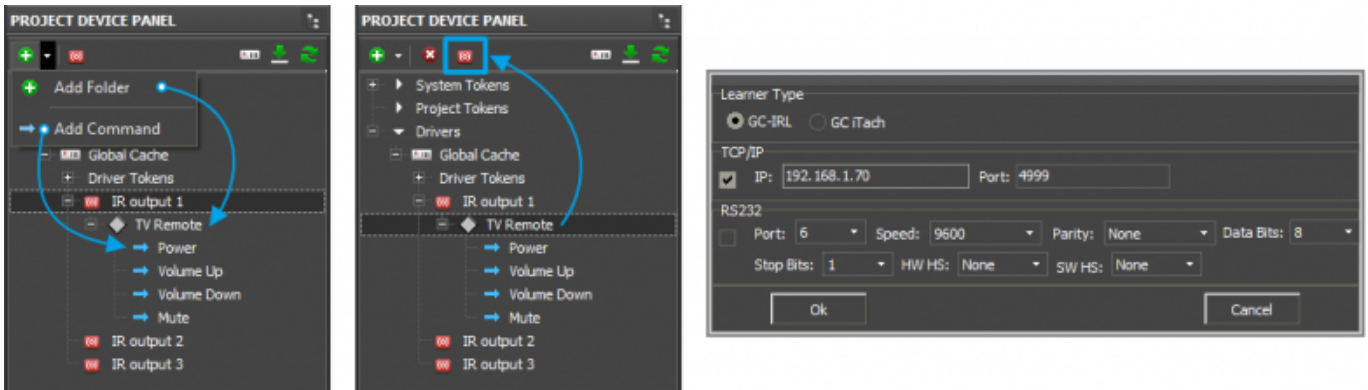 PROJECT DEVICE PANEL
Add Folder
Add Command
Global Cache
Driver Tokens
IR output 1
TV Remote
Power
Volume Up
Volume Down
Mute
IR output 2
IR output 3
PROJECT DEVICE PANEL
System Tokens
Project Tokens
Drivers
Global Cache
Driver Tokens
IR output 1
TV Remote
Power
Volume Up
Volume Down
Mute
IR output 2
IR output 3
Learner Type
GC-IRL GC iTach
TCP/IP
IP: 192.168.1.70 Port: 4999
RS232
Port: 6 Speed: 9600 Parity: None Data Bits: 8
Stop Bits: 1 HW HS: None SW HS: None
Ok Cancel